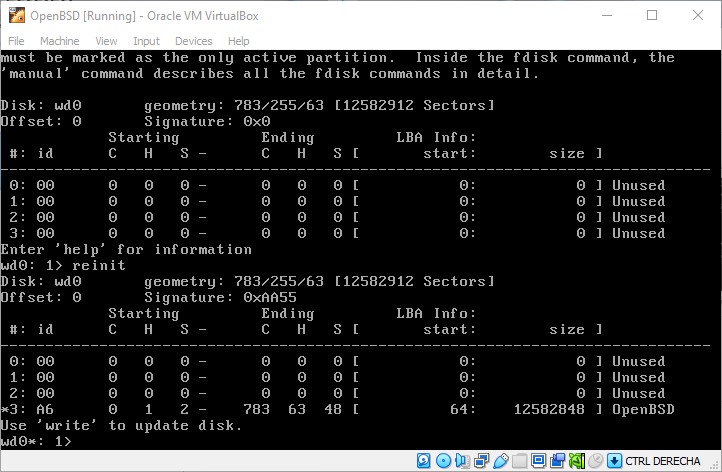 OpenBSD [Running] - Oracle VM VirtualBox
File Machine View Input Devices Help
must be marked as the only active partition.  Inside the fdisk command, the
'manual' command describes all the fdisk commands in detail.
Disk: wd0       geometry: 783/255/63 [12582912 Sectors]
Offset: 0       Signature: 0x0
            Starting         Ending         LBA Info:
 #: id      C   H   S -      C   H   S [       start:        size ]
-------------------------------------------------------------------------------
 0: 00      0   0   0 -      0   0   0 [           0:           0 ] Unused
 1: 00      0   0   0 -      0   0   0 [           0:           0 ] Unused
 2: 00      0   0   0 -      0   0   0 [           0:           0 ] Unused
 3: 00      0   0   0 -      0   0   0 [           0:           0 ] Unused
Enter 'help' for information
wd0: 1> reinit
Disk: wd0       geometry: 783/255/63 [12582912 Sectors]
Offset: 0       Signature: 0xAA55
            Starting         Ending         LBA Info:
 #: id      C   H   S -      C   H   S [       start:        size ]
-------------------------------------------------------------------------------
 0: 00      0   0   0 -      0   0   0 [           0:           0 ] Unused
 1: 00      0   0   0 -      0   0   0 [           0:           0 ] Unused
 2: 00      0   0   0 -      0   0   0 [           0:           0 ] Unused
*3: A6      0   1   2 -    783  63  48 [          64:    12582848 ] OpenBSD
Use 'write' to update disk.
wd0*: 1>
CTRL DERECHA